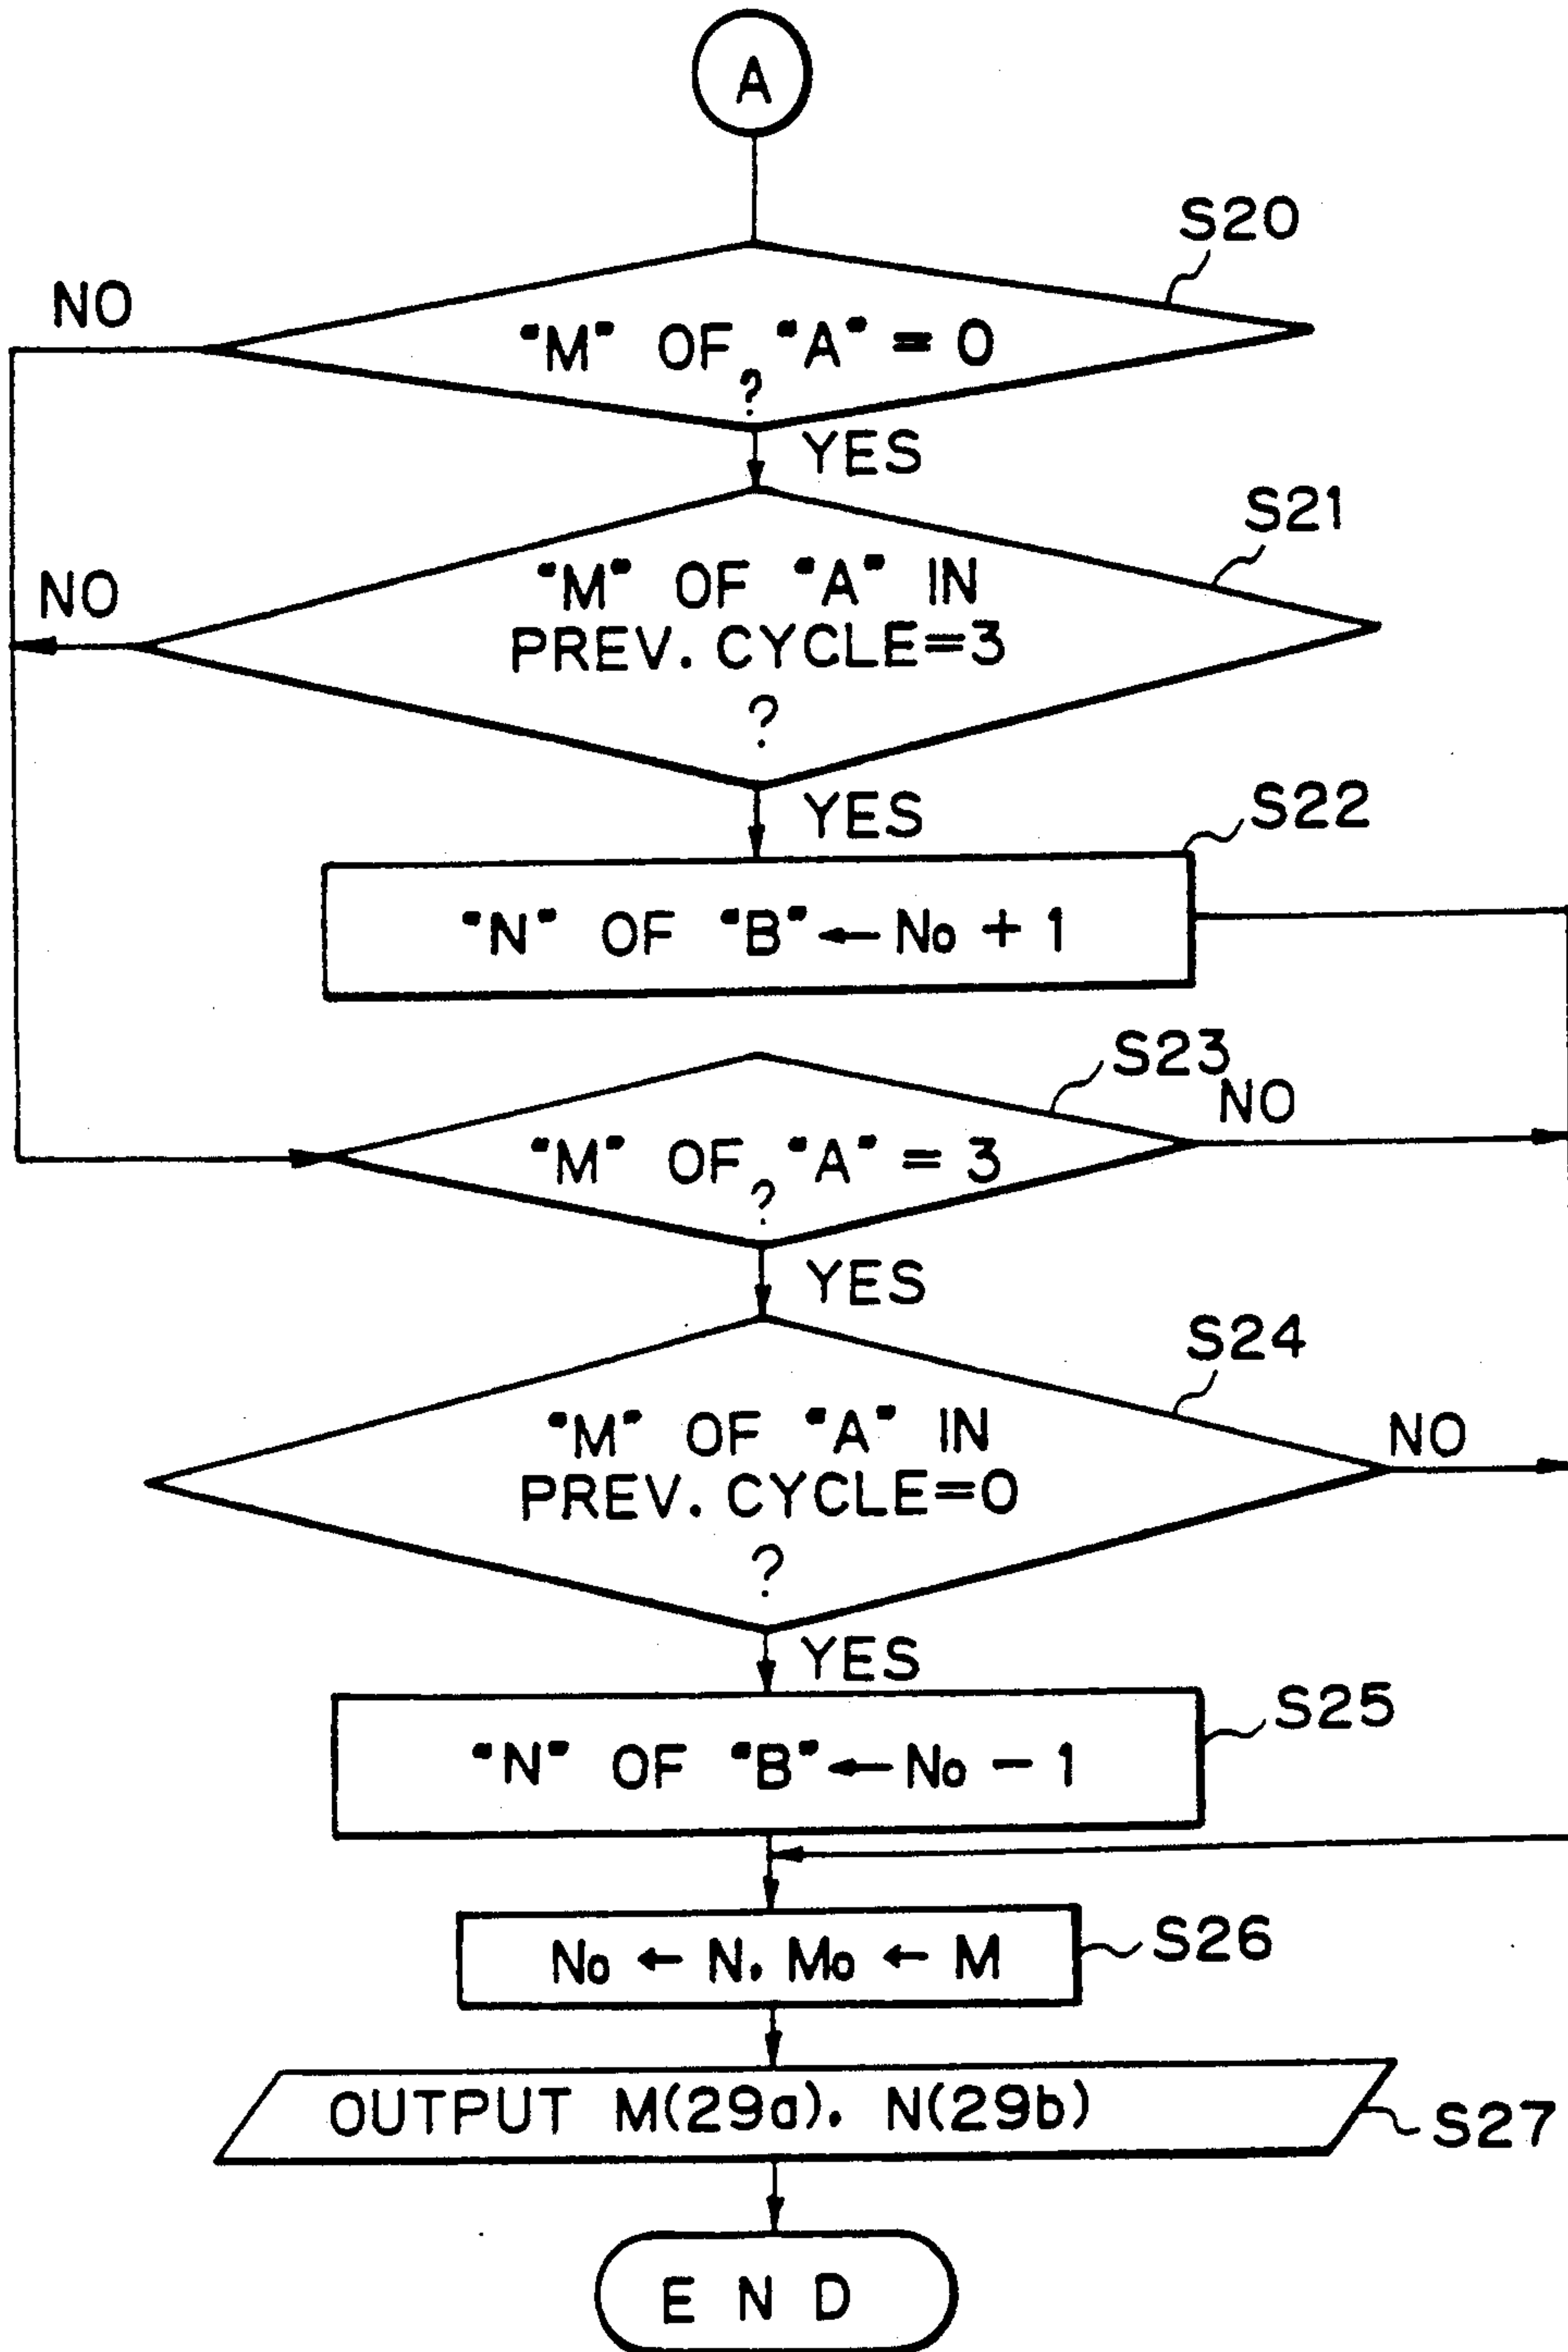 A
S20
NO
"M" OF "A" = 0
?
YES
S21
NO
"M" OF "A" IN
PREV. CYCLE=3
?
YES
S22
"N" OF "B" ← No + 1
S23
NO
"M" OF "A" = 3
?
YES
S24
"M" OF "A" IN
PREV. CYCLE=0
?
NO
YES
S25
"N" OF "B" ← No - 1
No ← N. Mo ← M
S26
OUTPUT M(29a). N(29b)
S27
END